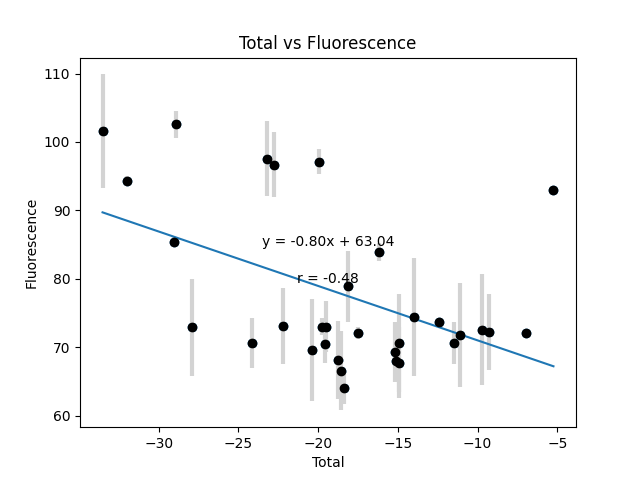 Total vs Fluorescence
110
100
90
80
70
60
Fluorescence
y = -0.80x + 63.04
r = -0.48
−30
−25
−20
−15
−10
−5
Total